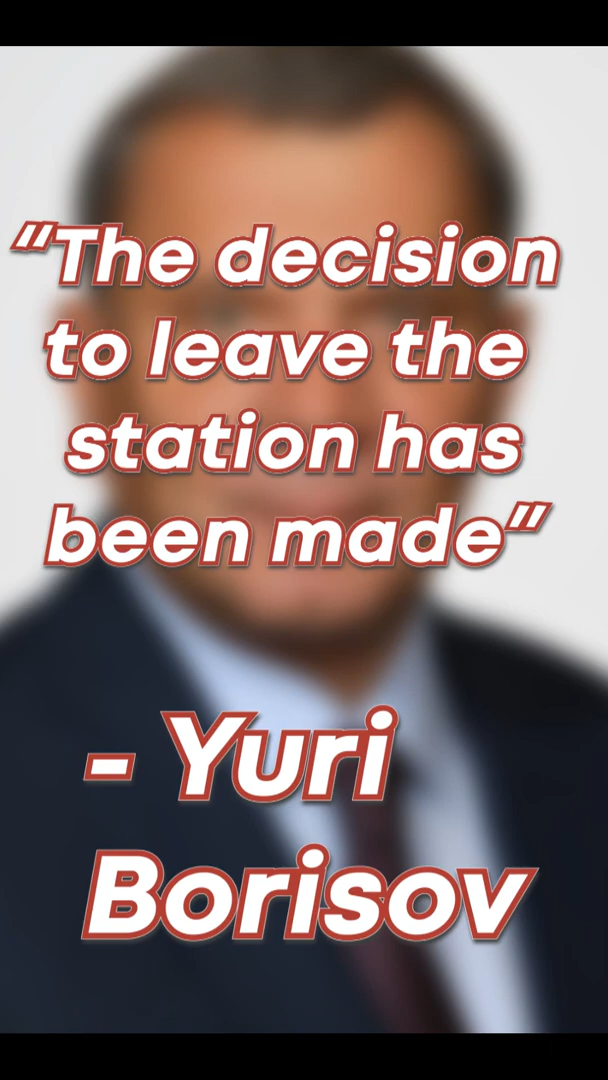 “The decision
to leave the
station has
been made”
- Yuri
Borisov